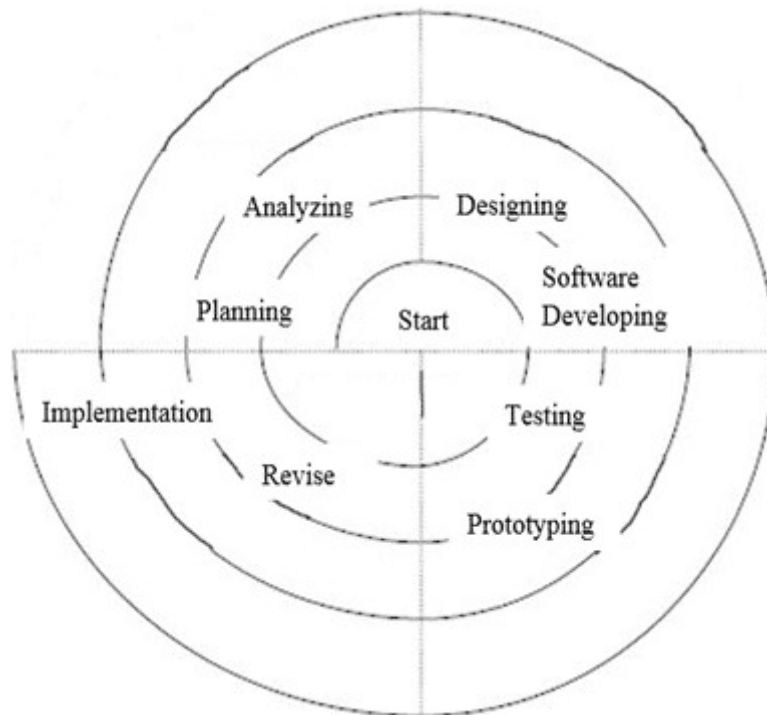 Analyzing
Designing
Software
Developing
Planning
Start
Implementation
Testing
Revise
Prototyping